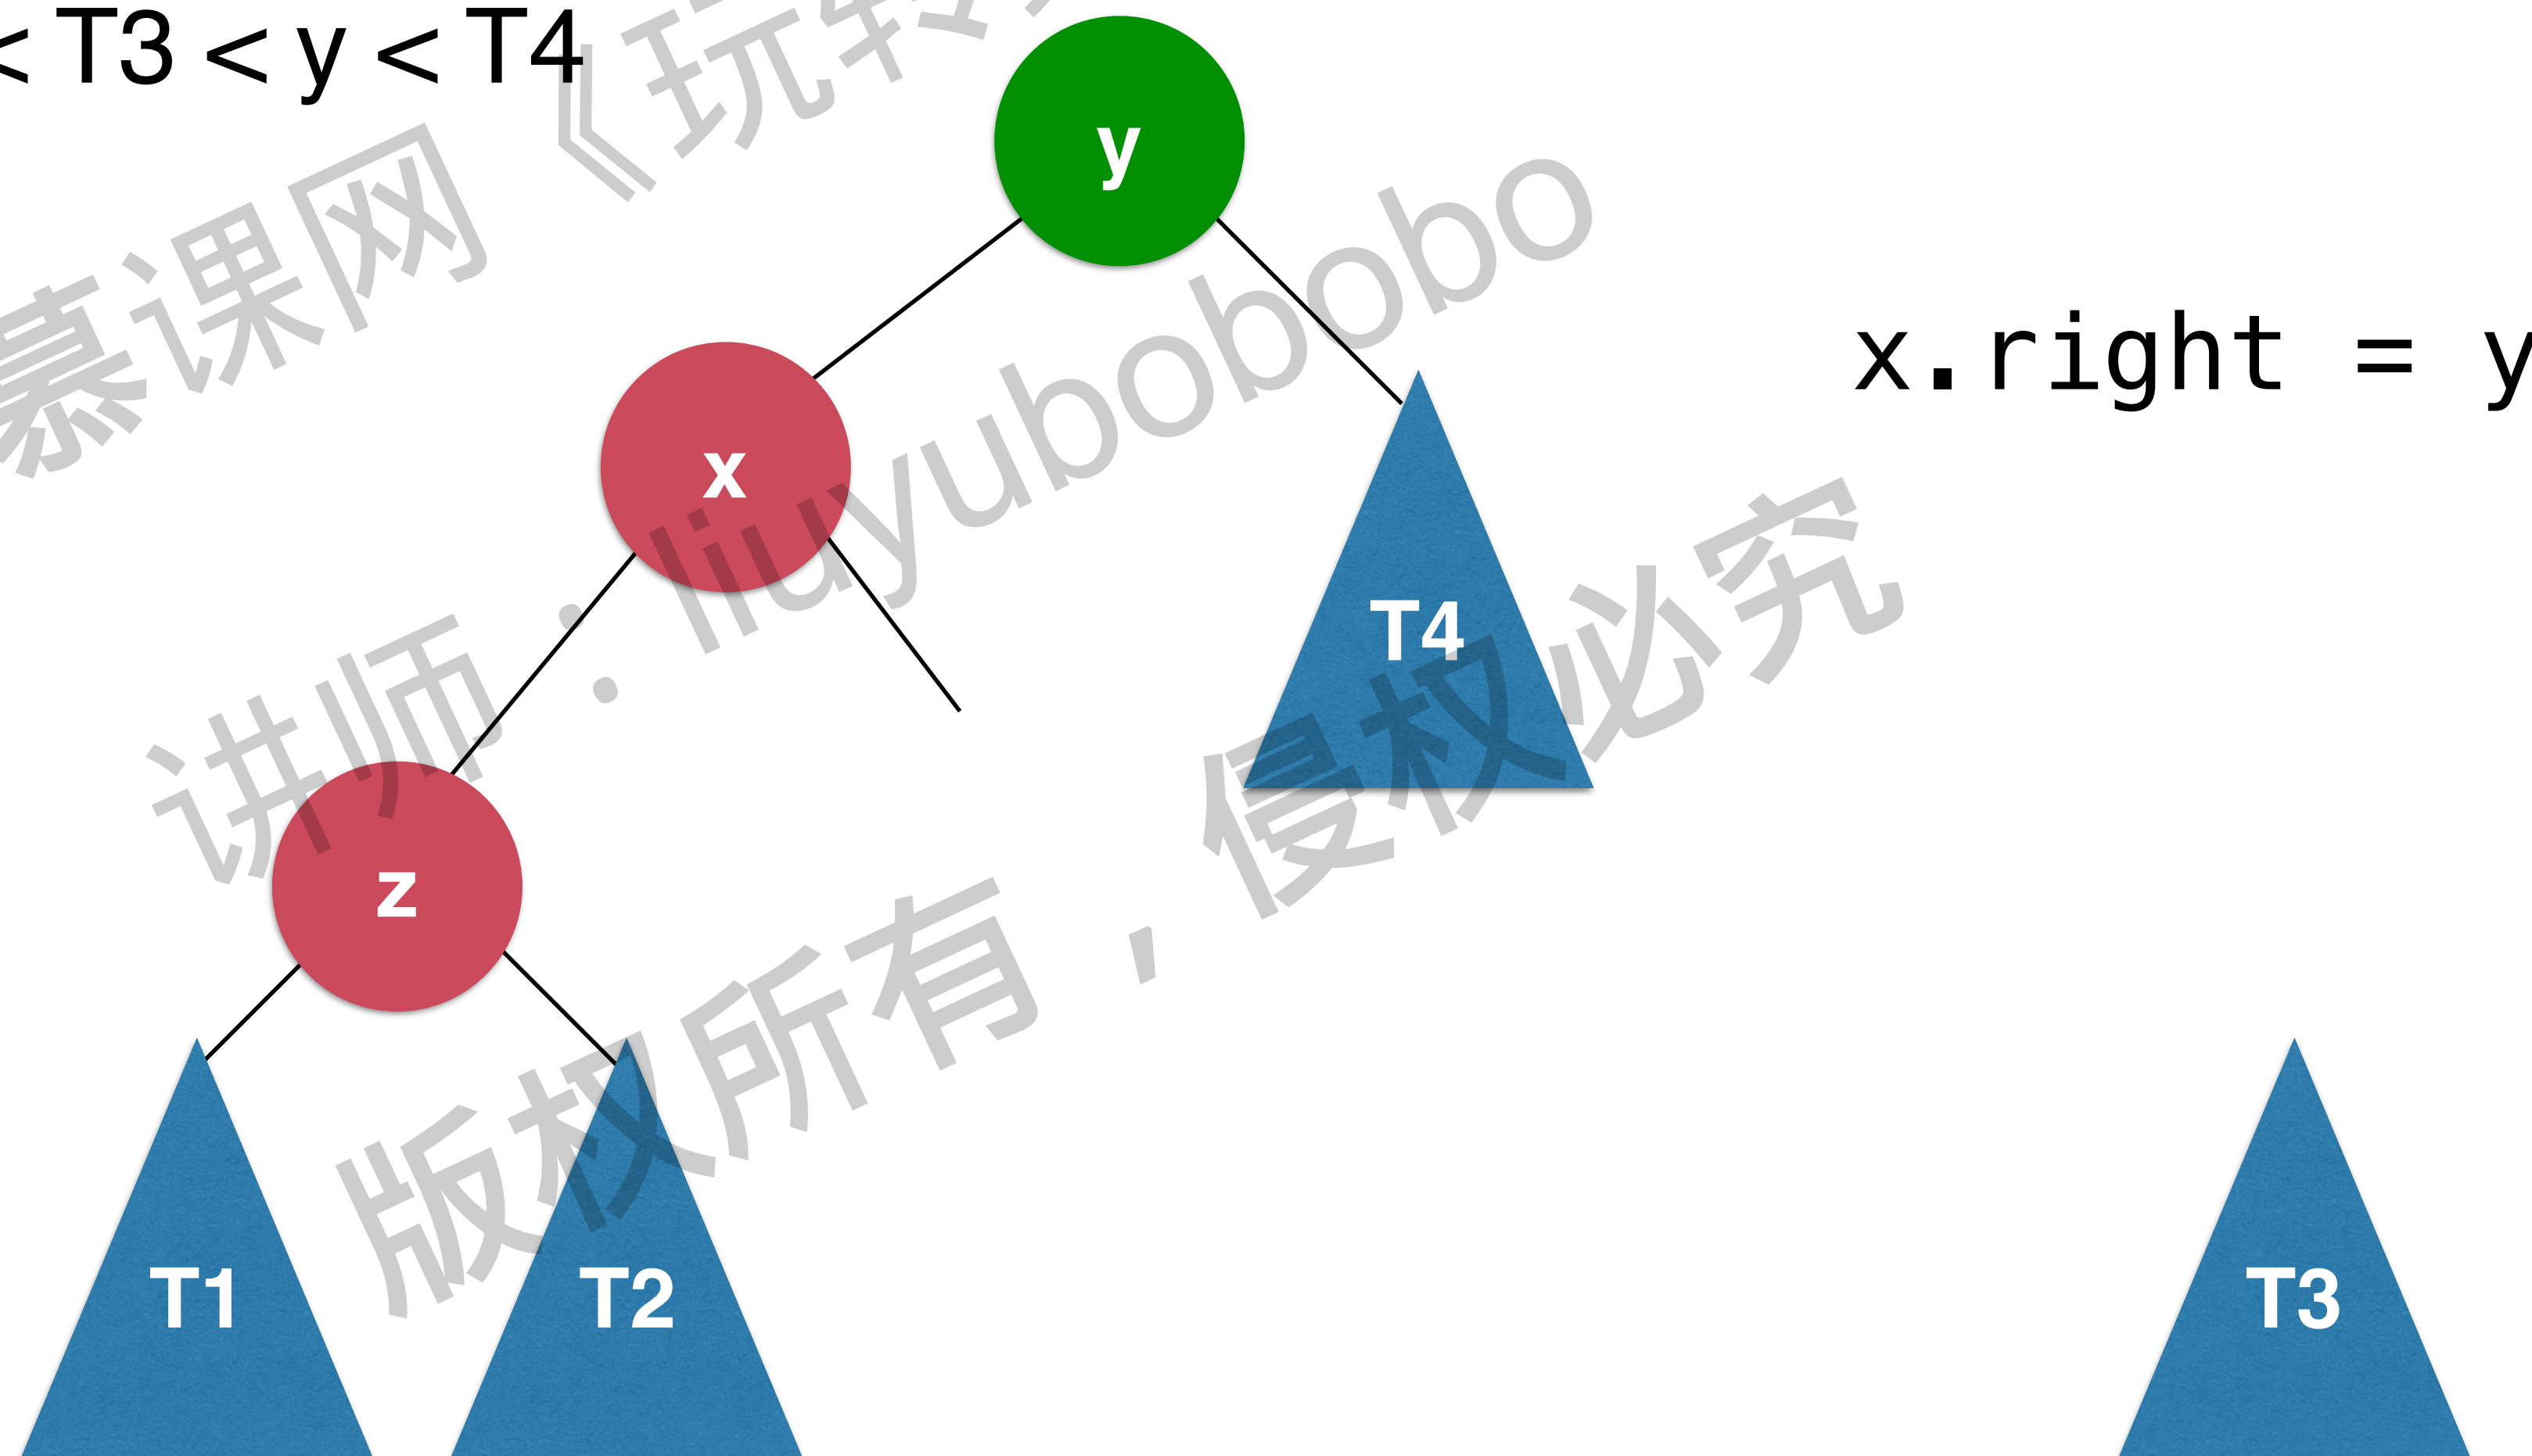 < T3 < y < T4
y
x.right = y
x
T4
z
T1
T2
T3
慕课网《玩转
讲师：liuyubobobo
版权所有，侵权必究